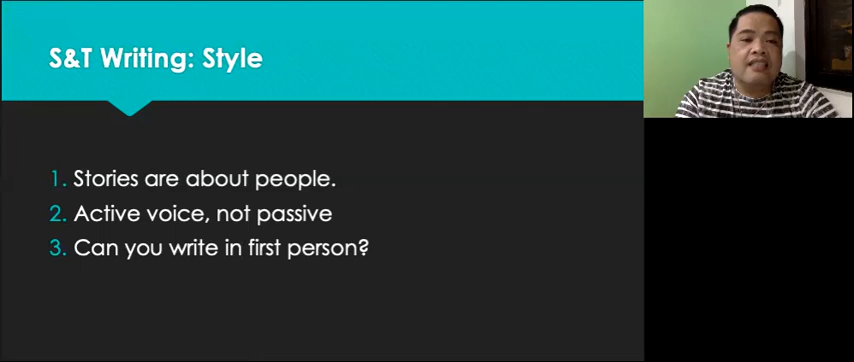 S&T Writing: Style
1. Stories are about people.
2. Active voice, not passive
3. Can you write in first person?